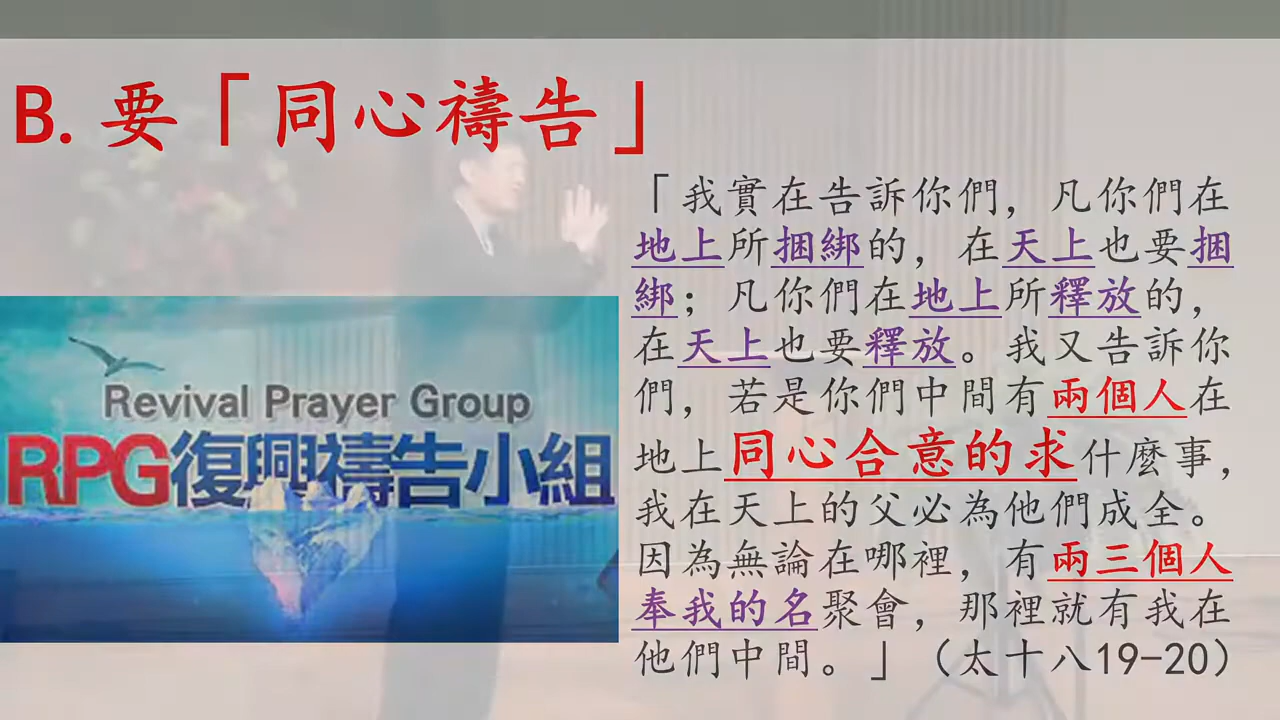 B.要「同心禱告」
「我實在告訴你們，凡你們在
地上所捆綁的，在天上也要捆
綁；凡你們在地上所釋放的，
在天上也要釋放。我又告訴你
們，若是你們中間有兩個人在
地上同心合意的求什麼事，
我在天上的父必為他們成全。
因為無論在哪裡，有兩三個人
奉我的名聚會，那裡就有我在
他們中間。」（太十八19-20）
Revival Prayer Group
RPG復興禱告小組